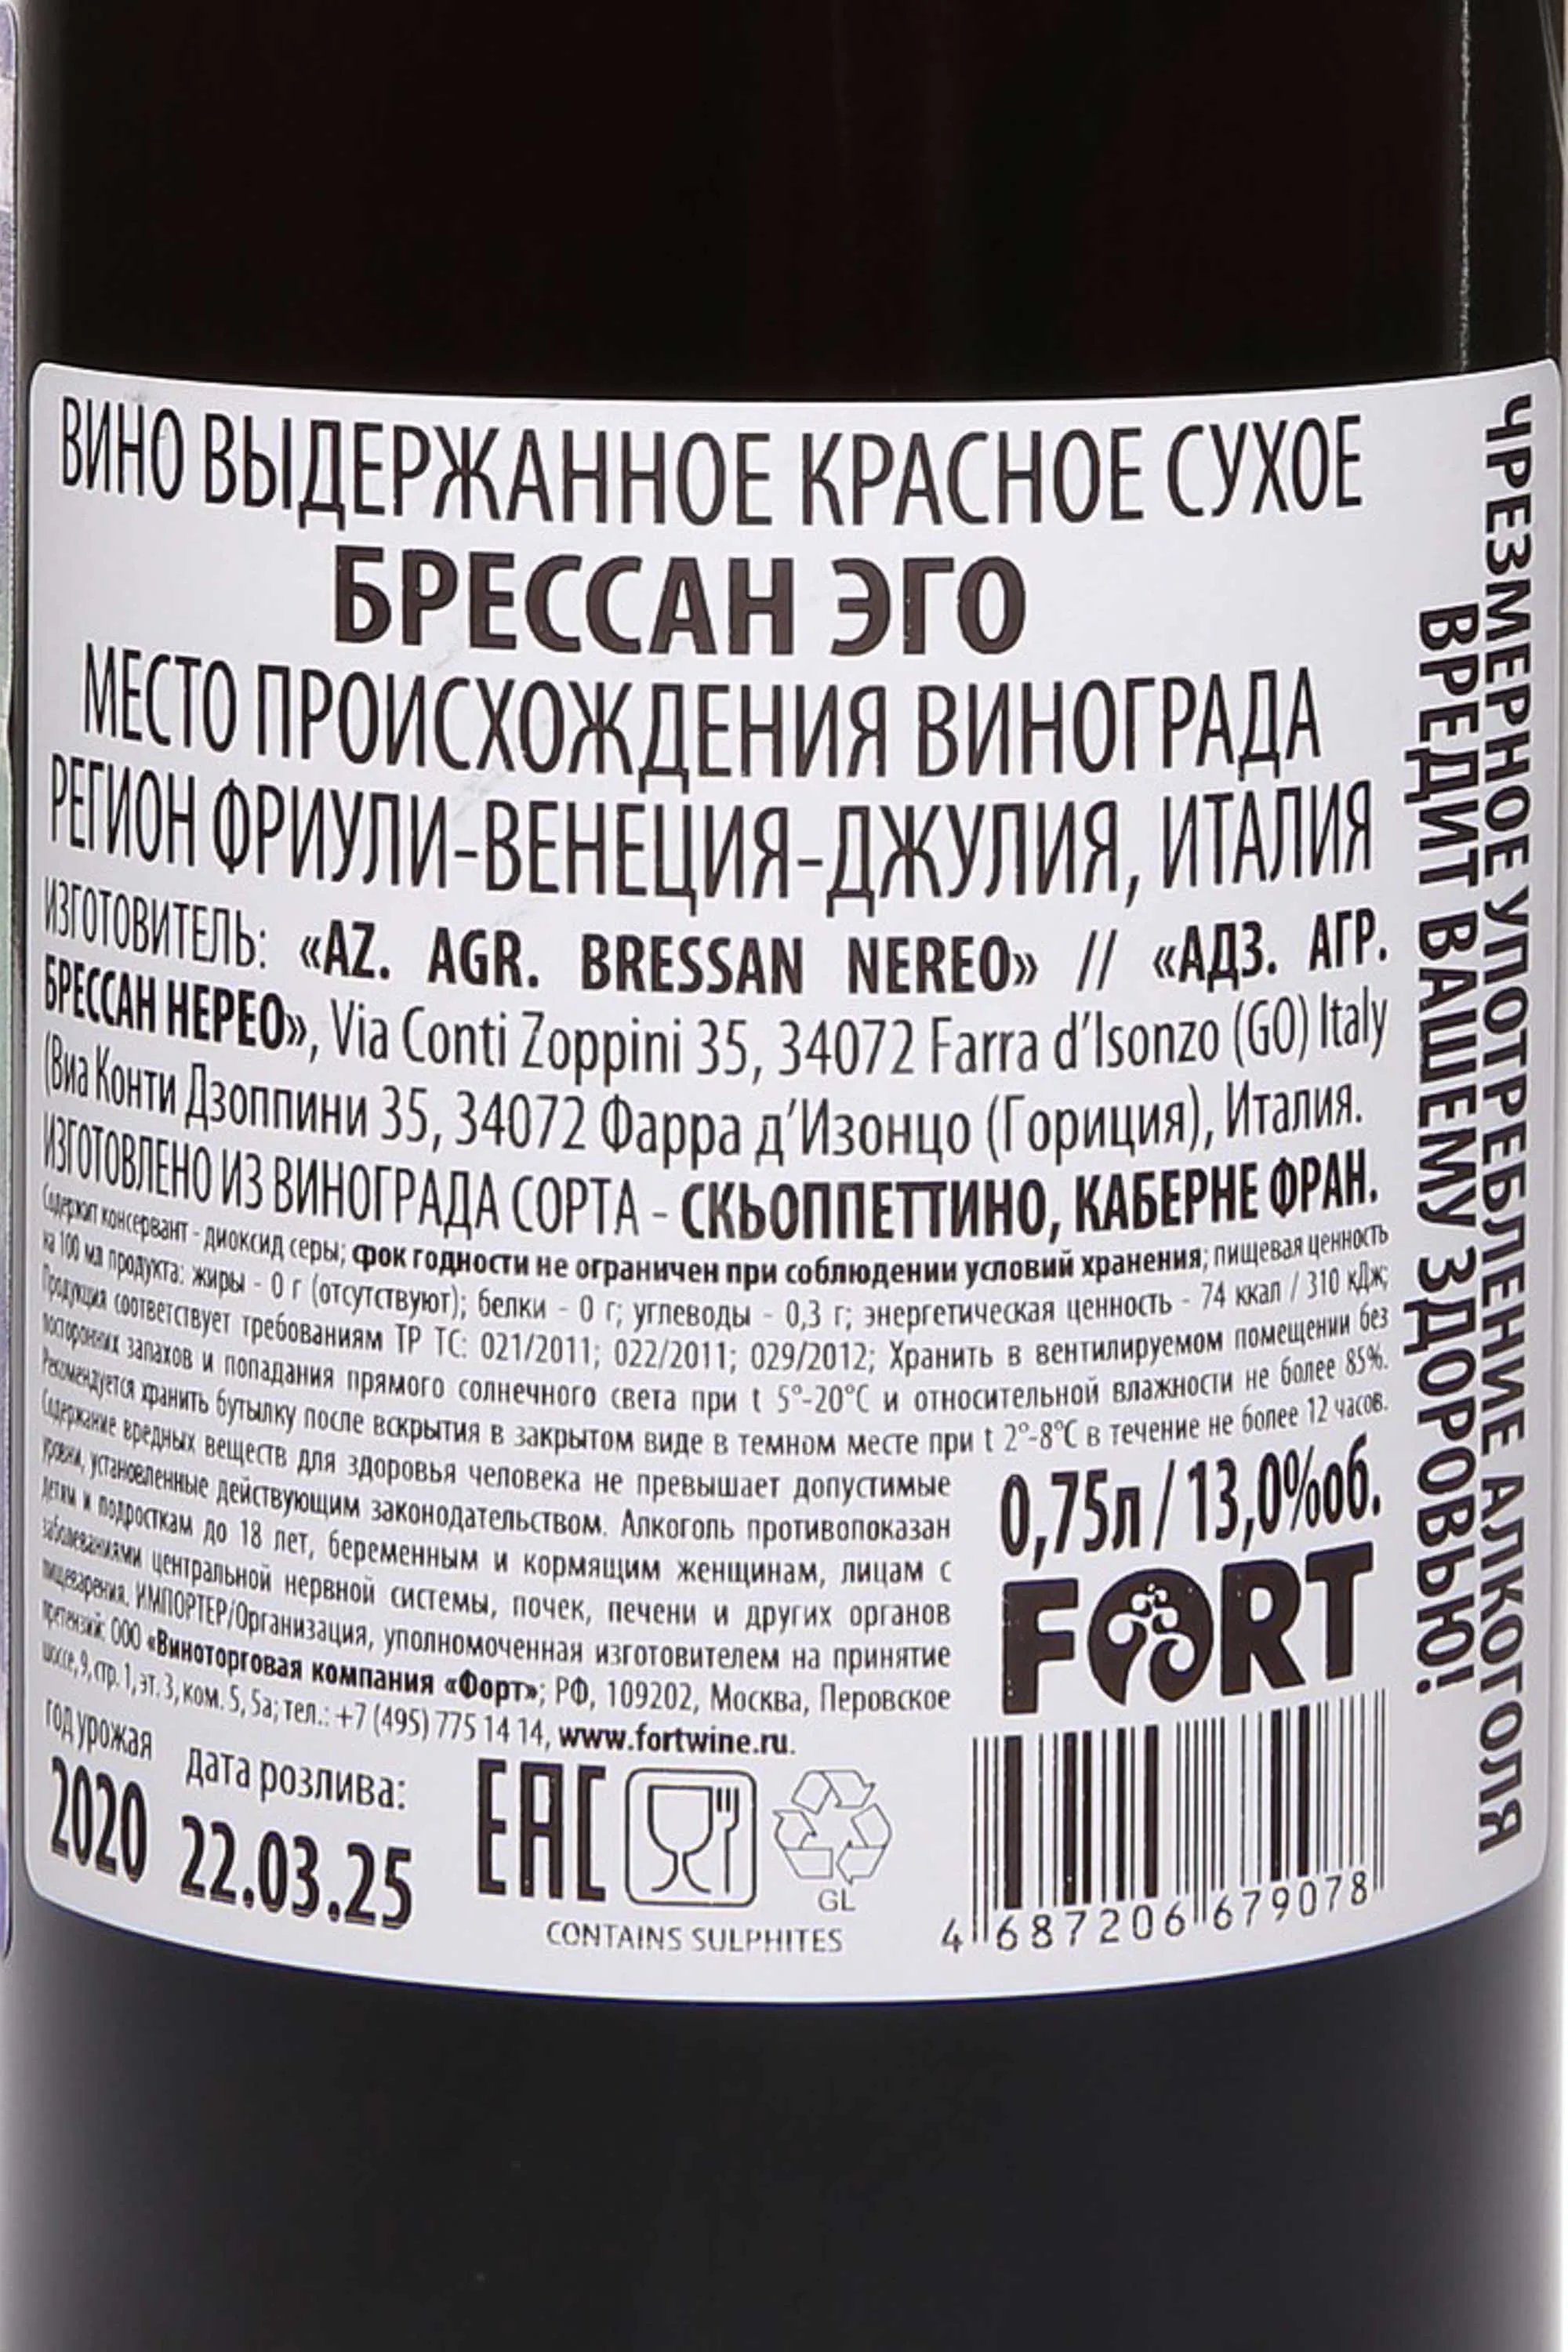 ВИНО ВЫДЕРЖАННОЕ КРАСНОЕ СУХОЕ
БРЕССАН ЭГО
МЕСТО ПРОИСХОЖДЕНИЯ ВИНОГРАДА
РЕГИОН ФРИУЛИ-ВЕНЕЦИЯ-ДЖУЛИЯ, ИТАЛИЯ
ИЗГОТОВИТЕЛЬ: «AZ. AGR. BRESSAN NEREO» // «АДЗ. АГР.
БРЕССАН НЕРЕО», Via Conti Zoppini 35, 34072 Farra d’Isonzo (GO) Italy
(Виа Конти Дзоппини 35, 34072 Фарра д’Изонцо (Гориция), Италия.
ИЗГОТОВЛЕНО ИЗ ВИНОГРАДА СОРТА - СКЬОППЕТТИНО, КАБЕРНЕ ФРАН.
Содержит консервант - диоксид серы; срок годности не ограничен при соблюдении условий хранения; пищевая ценность
на 100 мл продукта: жиры - 0 г (отсутствуют); белки - 0 г; углеводы - 0,3 г; энергетическая ценность - 74 ккал / 310 кДж;
Продукция соответствует требованиям ТР ТС: 021/2011; 022/2011; 029/2012; Хранить в вентилируемом помещении без
посторонних запахов и попадания прямого солнечного света при t 5°-20°C и относительной влажности не более 85%.
Рекомендуется хранить бутылку после вскрытия в закрытом виде в темном месте при t 2°-8°C в течение не более 12 часов.
Содержание вредных веществ для здоровья человека не превышает допустимые
уровни, установленные действующим законодательством. Алкоголь противопоказан
детям и подросткам до 18 лет, беременным и кормящим женщинам, лицам с
заболеваниями центральной нервной системы, почек, печени и других органов
пищеварения. ИМПОРТЕР/Организация, уполномоченная изготовителем на принятие
претензий: ООО «Виноторговая компания «Форт»; РФ, 109202, Москва, Перовское
шоссе, 9, стр. 1, эт. 3, ком. 5, 5а; тел.: +7 (495) 775 14 14, www.fortwine.ru.
0,75л / 13,0%об.
FORT
год урожая
2020
дата розлива:
22.03.25
EAC
GL
CONTAINS SULPHITES
4 687206 679078
ЧРЕЗМЕРНОЕ УПОТРЕБЛЕНИЕ АЛКОГОЛЯ
ВРЕДИТ ВАШЕМУ ЗДОРОВЬЮ!